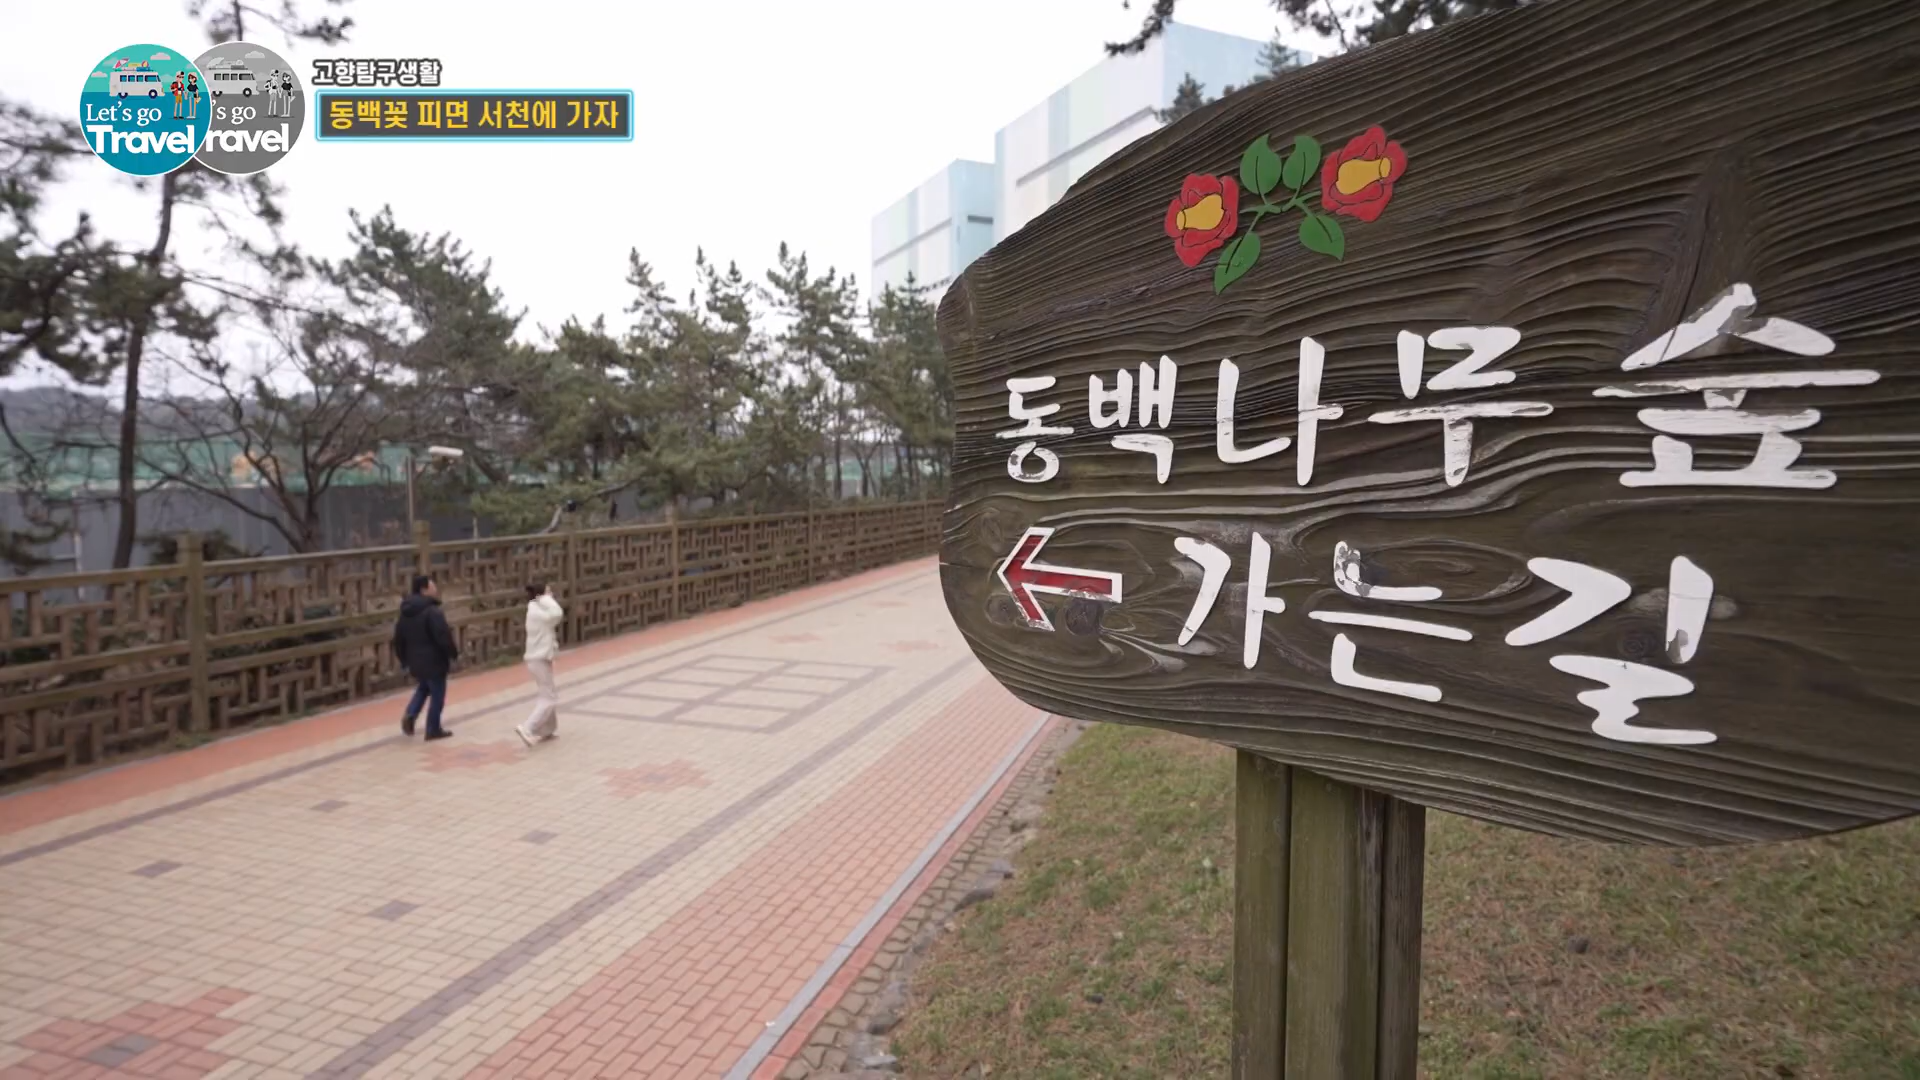 고향탐구생활
동백꽃 피면 서천에 가자
Let's go
Travel
's go
ravel
동백나무 숲
가는길